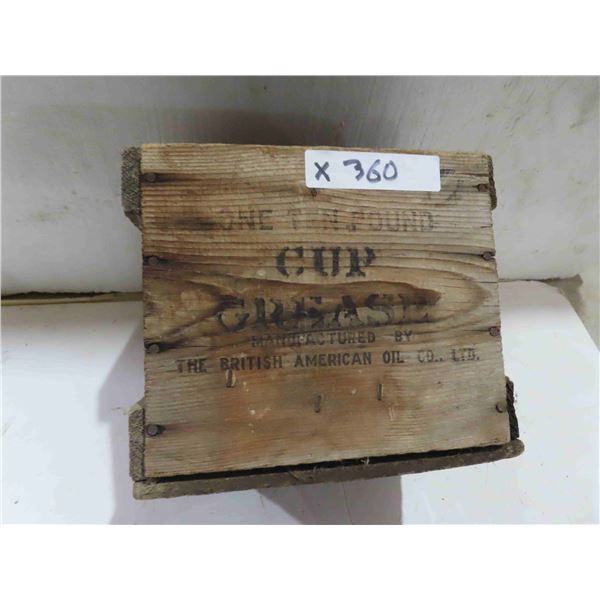 X 360
ONE TEN POUND
CUP
GREASE
MANUFACTURED BY
THE BRITISH AMERICAN OIL CO., LTD.